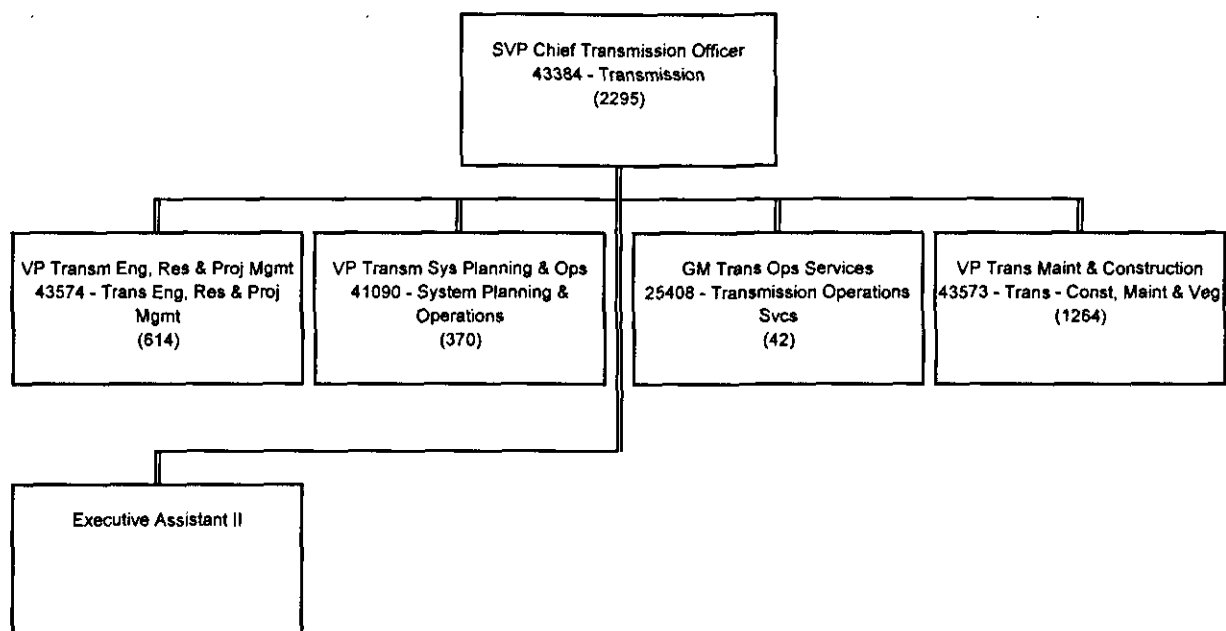 SVP Chief Transmission Officer
43384 - Transmission
(2295)
VP Transm Eng, Res & Proj Mgmt
43574 - Trans Eng, Res & Proj
Mgmt
(614)
VP Transm Sys Planning & Ops
41090 - System Planning &
Operations
(370)
GM Trans Ops Services
25408 - Transmission Operations
Svcs
(42)
VP Trans Maint & Construction
43573 - Trans - Const, Maint & Veg
(1264)
Executive Assistant II